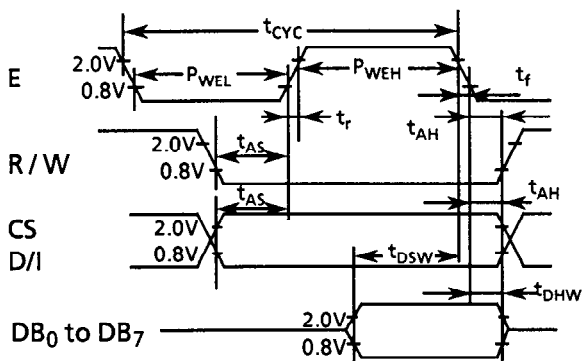 tCYC
2.0V
E
PWEL
PWEH
tf
0.8V
tr
tAH
2.0V
tAS
R / W
0.8V
tAS
tAH
CS
2.0V
D/I
0.8V
tDSW
tDHW
2.0V
DB0 to DB7
0.8V